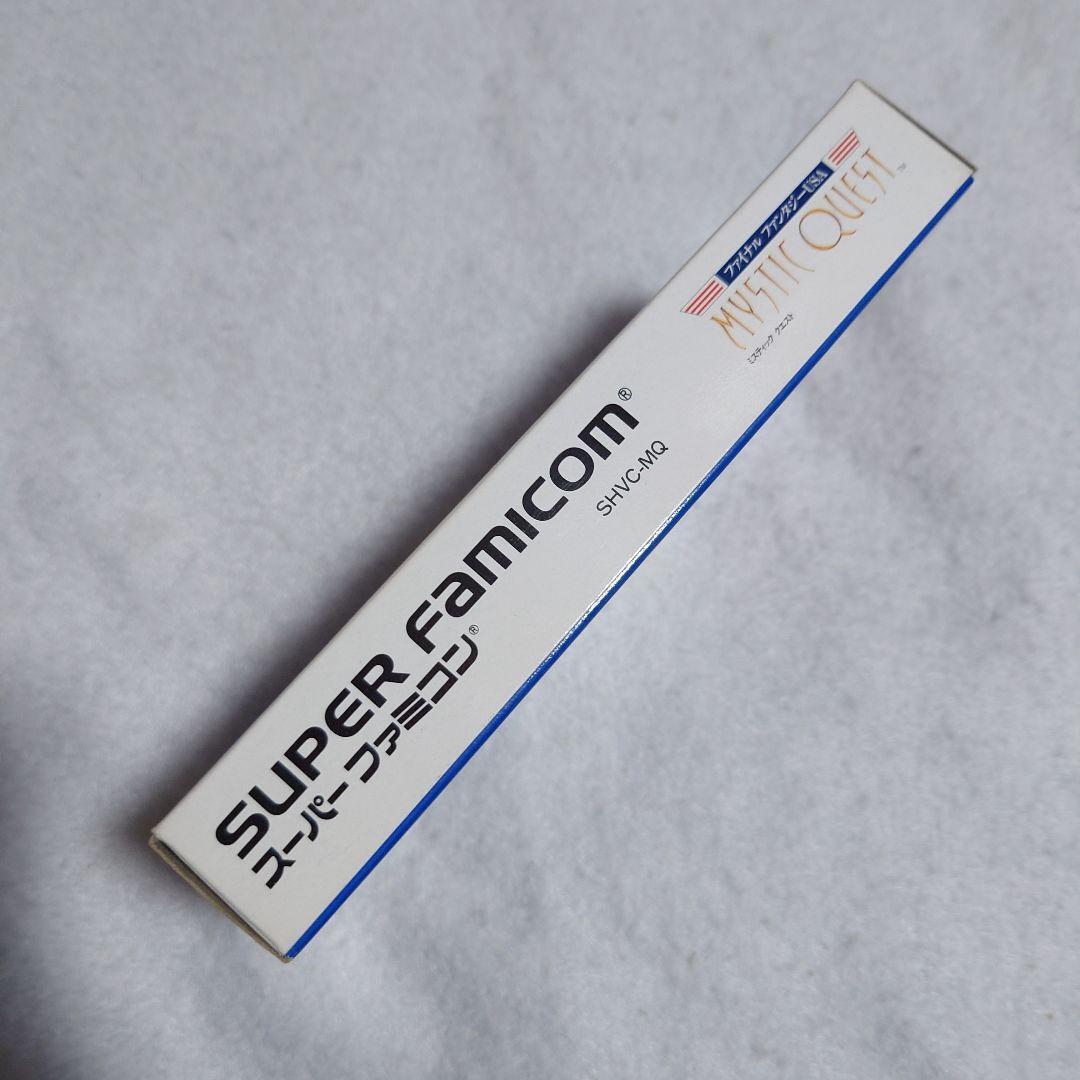 SUPER FAMICOM®
スーパーファミコン®
SHVC-MQ
ファイナルファンタジーUSA
MYSTIC QUEST™
ミスティック クエスト